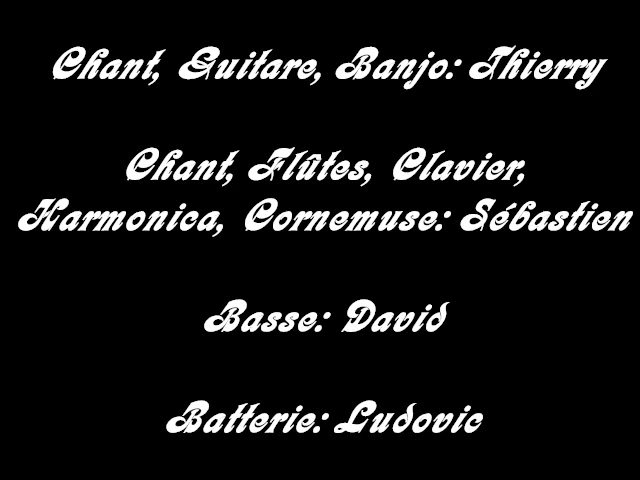 Chant, Guitare, Banjo: Thierry
Chant, Flûtes, Clavier,
Harmonica, Cornemuse: Sébastien
Basse: David
Batterie: Ludovic